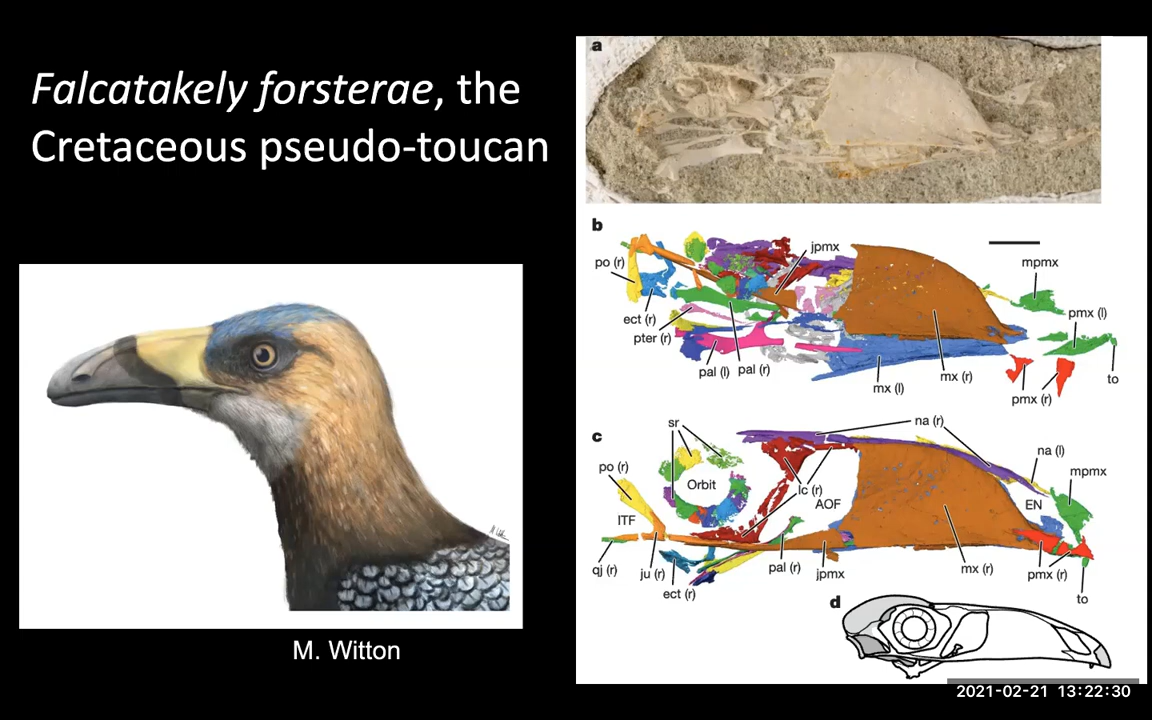 Falcatakely forsterae, the
Cretaceous pseudo-toucan
M. Witton
a
b
po (r)
ect (r)
pter (r)
pal (l)
pal (r)
jpmx
mx (l)
mx (r)
mpmx
pmx (l)
pmx (r)
to
c
sr
po (r)
Orbit
ITF
qj (r)
ju (r)
ect (r)
lc (r)
AOF
pal (r)
jpmx
na (r)
na (l)
mpmx
EN
mx (r)
pmx (r)
to
d
2021-02-21 13:22:30